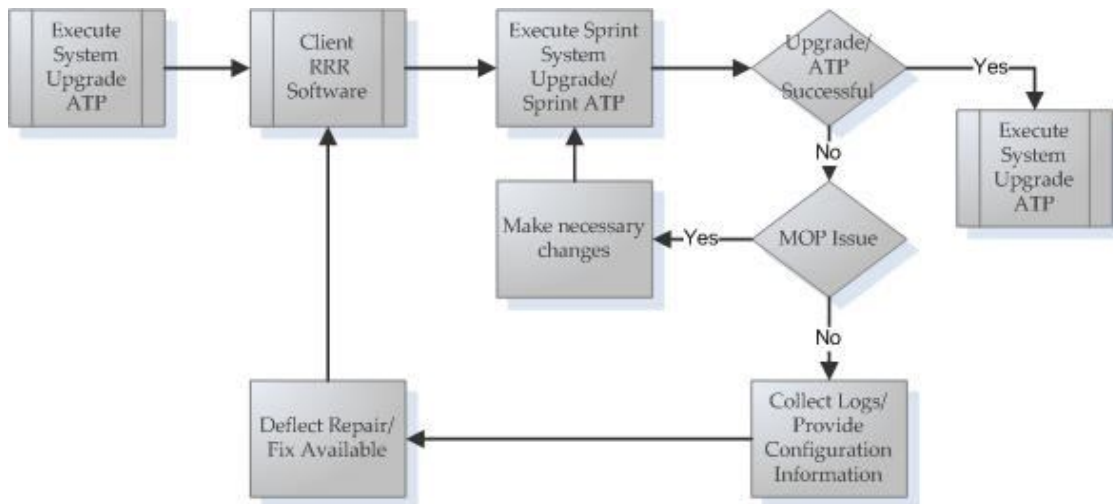 Execute
System
Upgrade
ATP
Client
RRR
Software
Execute Sprint
System
Upgrade/
Sprint ATP
Upgrade/
ATP
Successful
Yes
Execute
System
Upgrade
ATP
No
Make necessary
changes
Yes
MOP Issue
No
Deflect Repair/
Fix Available
Collect Logs/
Provide
Configuration
Information